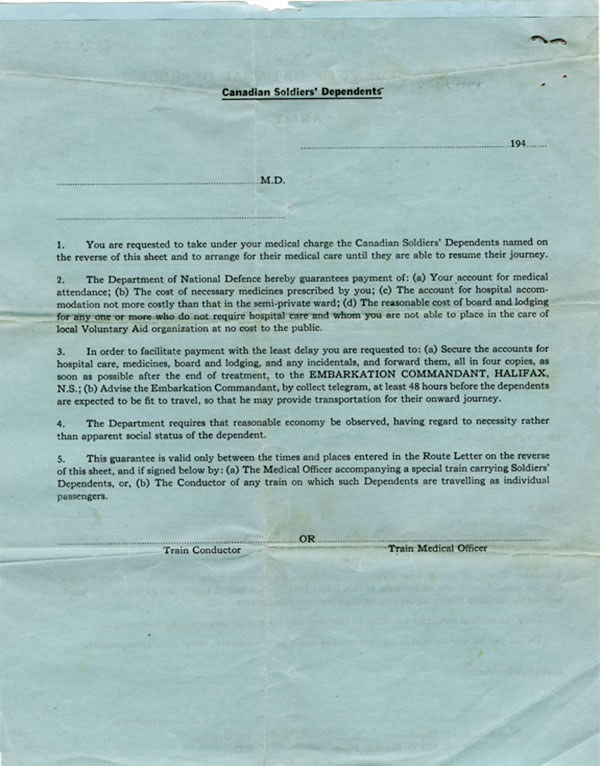 Canadian Soldiers' Dependents
194
M.D.
1. You are requested to take under your medical charge the Canadian Soldiers' Dependents named on
the reverse of this sheet and to arrange for their medical care until they are able to resume their journey.
2. The Department of National Defence hereby guarantees payment of: (a) Your account for medical
attendance; (b) The cost of necessary medicines prescribed by you; (c) The account for hospital accom-
modation not more costly than that in the semi-private ward; (d) The reasonable cost of board and lodging
for any one or more who do not require hospital care and whom you are not able to place in the care of
local Voluntary Aid organization at no cost to the public.
3. In order to facilitate payment with the least delay you are requested to: (a) Secure the accounts for
hospital care, medicines, board and lodging, and any incidentals, and forward them, all in four copies, as
soon as possible after the end of treatment, to the EMBARKATION COMMANDANT, HALIFAX,
N.S.; (b) Advise the Embarkation Commandant, by collect telegram, at least 48 hours before the dependents
are expected to be fit to travel, so that he may provide transportation for their onward journey.
4. The Department requires that reasonable economy be observed, having regard to necessity rather
than apparent social status of the dependent.
5. This guarantee is valid only between the times and places entered in the Route Letter on the reverse
of this sheet, and if signed below by: (a) The Medical Officer accompanying a special train carrying Soldiers'
Dependents, or, (b) The Conductor of any train on which such Dependents are travelling as individual
passengers.
OR
Train Conductor Train Medical Officer